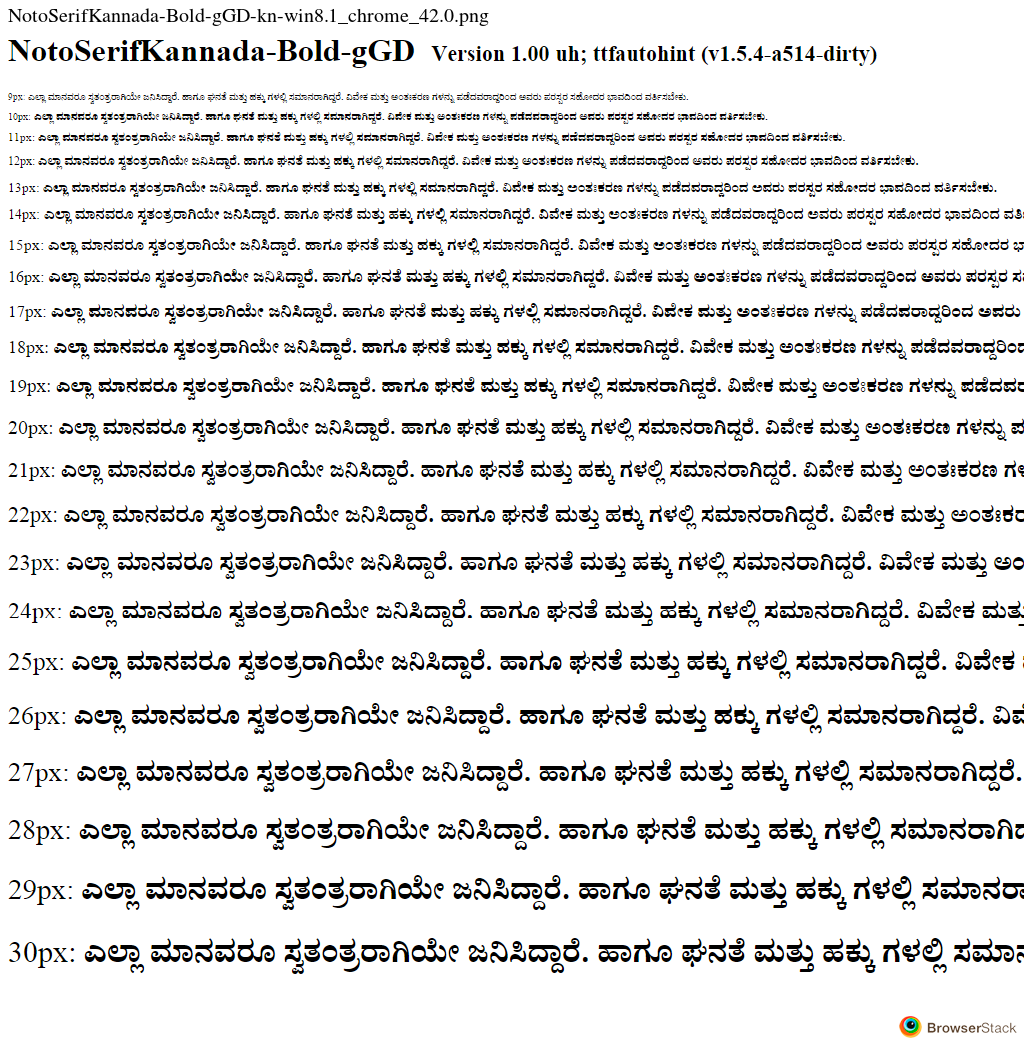 NotoSerifKannada-Bold-gGD-kn-win8.1_chrome_42.0.png
NotoSerifKannada-Bold-gGD Version 1.00 uh; ttfautohint (v1.5.4-a514-dirty)
9px: ಎಲ್ಲಾ ಮಾನವರೂ ಸ್ವತಂತ್ರರಾಗಿಯೇ ಜನಿಸಿದ್ದಾರೆ. ಹಾಗೂ ಘನತೆ ಮತ್ತು ಹಕ್ಕು ಗಳಲ್ಲಿ ಸಮಾನರಾಗಿದ್ದರೆ. ವಿವೇಕ ಮತ್ತು ಅಂತಃಕರಣ ಗಳನ್ನು ಪಡೆದವರಾದ್ದರಿಂದ ಅವರು ಪರಸ್ಪರ ಸಹೋದರ ಭಾವದಿಂದ ವರ್ತಿಸಬೇಕು.
10px: ಎಲ್ಲಾ ಮಾನವರೂ ಸ್ವತಂತ್ರರಾಗಿಯೇ ಜನಿಸಿದ್ದಾರೆ. ಹಾಗೂ ಘನತೆ ಮತ್ತು ಹಕ್ಕು ಗಳಲ್ಲಿ ಸಮಾನರಾಗಿದ್ದರೆ. ವಿವೇಕ ಮತ್ತು ಅಂತಃಕರಣ ಗಳನ್ನು ಪಡೆದವರಾದ್ದರಿಂದ ಅವರು ಪರಸ್ಪರ ಸಹೋದರ ಭಾವದಿಂದ ವರ್ತಿಸಬೇಕು.
11px: ಎಲ್ಲಾ ಮಾನವರೂ ಸ್ವತಂತ್ರರಾಗಿಯೇ ಜನಿಸಿದ್ದಾರೆ. ಹಾಗೂ ಘನತೆ ಮತ್ತು ಹಕ್ಕು ಗಳಲ್ಲಿ ಸಮಾನರಾಗಿದ್ದರೆ. ವಿವೇಕ ಮತ್ತು ಅಂತಃಕರಣ ಗಳನ್ನು ಪಡೆದವರಾದ್ದರಿಂದ ಅವರು ಪರಸ್ಪರ ಸಹೋದರ ಭಾವದಿಂದ ವರ್ತಿಸಬೇಕು.
12px: ಎಲ್ಲಾ ಮಾನವರೂ ಸ್ವತಂತ್ರರಾಗಿಯೇ ಜನಿಸಿದ್ದಾರೆ. ಹಾಗೂ ಘನತೆ ಮತ್ತು ಹಕ್ಕು ಗಳಲ್ಲಿ ಸಮಾನರಾಗಿದ್ದರೆ. ವಿವೇಕ ಮತ್ತು ಅಂತಃಕರಣ ಗಳನ್ನು ಪಡೆದವರಾದ್ದರಿಂದ ಅವರು ಪರಸ್ಪರ ಸಹೋದರ ಭಾವದಿಂದ ವರ್ತಿಸಬೇಕು.
13px: ಎಲ್ಲಾ ಮಾನವರೂ ಸ್ವತಂತ್ರರಾಗಿಯೇ ಜನಿಸಿದ್ದಾರೆ. ಹಾಗೂ ಘನತೆ ಮತ್ತು ಹಕ್ಕು ಗಳಲ್ಲಿ ಸಮಾನರಾಗಿದ್ದರೆ. ವಿವೇಕ ಮತ್ತು ಅಂತಃಕರಣ ಗಳನ್ನು ಪಡೆದವರಾದ್ದರಿಂದ ಅವರು ಪರಸ್ಪರ ಸಹೋದರ ಭಾವದಿಂದ ವರ್ತಿಸಬೇಕು.
14px: ಎಲ್ಲಾ ಮಾನವರೂ ಸ್ವತಂತ್ರರಾಗಿಯೇ ಜನಿಸಿದ್ದಾರೆ. ಹಾಗೂ ಘನತೆ ಮತ್ತು ಹಕ್ಕು ಗಳಲ್ಲಿ ಸಮಾನರಾಗಿದ್ದರೆ. ವಿವೇಕ ಮತ್ತು ಅಂತಃಕರಣ ಗಳನ್ನು ಪಡೆದವರಾದ್ದರಿಂದ ಅವರು ಪರಸ್ಪರ ಸಹೋದರ ಭಾವದಿಂದ
15px: ಎಲ್ಲಾ ಮಾನವರೂ ಸ್ವತಂತ್ರರಾಗಿಯೇ ಜನಿಸಿದ್ದಾರೆ. ಹಾಗೂ ಘನತೆ ಮತ್ತು ಹಕ್ಕು ಗಳಲ್ಲಿ ಸಮಾನರಾಗಿದ್ದರೆ. ವಿವೇಕ ಮತ್ತು ಅಂತಃಕರಣ ಗಳನ್ನು ಪಡೆದವರಾದ್ದರಿಂದ ಅವರು ಪರಸ್ಪರ ಸಹೋದರ
16px: ಎಲ್ಲಾ ಮಾನವರೂ ಸ್ವತಂತ್ರರಾಗಿಯೇ ಜನಿಸಿದ್ದಾರೆ. ಹಾಗೂ ಘನತೆ ಮತ್ತು ಹಕ್ಕು ಗಳಲ್ಲಿ ಸಮಾನರಾಗಿದ್ದರೆ. ವಿವೇಕ ಮತ್ತು ಅಂತಃಕರಣ ಗಳನ್ನು ಪಡೆದವರಾದ್ದರಿಂದ ಅವರು ಪರಸ್ಪರ
17px: ಎಲ್ಲಾ ಮಾನವರೂ ಸ್ವತಂತ್ರರಾಗಿಯೇ ಜನಿಸಿದ್ದಾರೆ. ಹಾಗೂ ಘನತೆ ಮತ್ತು ಹಕ್ಕು ಗಳಲ್ಲಿ ಸಮಾನರಾಗಿದ್ದರೆ. ವಿವೇಕ ಮತ್ತು ಅಂತಃಕರಣ ಗಳನ್ನು ಪಡೆದವರಾದ್ದರಿಂದ ಅವರು
18px: ಎಲ್ಲಾ ಮಾನವರೂ ಸ್ವತಂತ್ರರಾಗಿಯೇ ಜನಿಸಿದ್ದಾರೆ. ಹಾಗೂ ಘನತೆ ಮತ್ತು ಹಕ್ಕು ಗಳಲ್ಲಿ ಸಮಾನರಾಗಿದ್ದರೆ. ವಿವೇಕ ಮತ್ತು ಅಂತಃಕರಣ ಗಳನ್ನು ಪಡೆದವರಾದ್ದರಿಂದ
19px: ಎಲ್ಲಾ ಮಾನವರೂ ಸ್ವತಂತ್ರರಾಗಿಯೇ ಜನಿಸಿದ್ದಾರೆ. ಹಾಗೂ ಘನತೆ ಮತ್ತು ಹಕ್ಕು ಗಳಲ್ಲಿ ಸಮಾನರಾಗಿದ್ದರೆ. ವಿವೇಕ ಮತ್ತು ಅಂತಃಕರಣ ಗಳನ್ನು ಪಡೆದವರ
20px: ಎಲ್ಲಾ ಮಾನವರೂ ಸ್ವತಂತ್ರರಾಗಿಯೇ ಜನಿಸಿದ್ದಾರೆ. ಹಾಗೂ ಘನತೆ ಮತ್ತು ಹಕ್ಕು ಗಳಲ್ಲಿ ಸಮಾನರಾಗಿದ್ದರೆ. ವಿವೇಕ ಮತ್ತು ಅಂತಃಕರಣ ಗಳನ್ನು
21px: ಎಲ್ಲಾ ಮಾನವರೂ ಸ್ವತಂತ್ರರಾಗಿಯೇ ಜನಿಸಿದ್ದಾರೆ. ಹಾಗೂ ಘನತೆ ಮತ್ತು ಹಕ್ಕು ಗಳಲ್ಲಿ ಸಮಾನರಾಗಿದ್ದರೆ. ವಿವೇಕ ಮತ್ತು ಅಂತಃಕರಣ ಗಳ
22px: ಎಲ್ಲಾ ಮಾನವರೂ ಸ್ವತಂತ್ರರಾಗಿಯೇ ಜನಿಸಿದ್ದಾರೆ. ಹಾಗೂ ಘನತೆ ಮತ್ತು ಹಕ್ಕು ಗಳಲ್ಲಿ ಸಮಾನರಾಗಿದ್ದರೆ. ವಿವೇಕ ಮತ್ತು ಅಂತಃಕರ
23px: ಎಲ್ಲಾ ಮಾನವರೂ ಸ್ವತಂತ್ರರಾಗಿಯೇ ಜನಿಸಿದ್ದಾರೆ. ಹಾಗೂ ಘನತೆ ಮತ್ತು ಹಕ್ಕು ಗಳಲ್ಲಿ ಸಮಾನರಾಗಿದ್ದರೆ. ವಿವೇಕ ಮತ್ತು ಅಂ
24px: ಎಲ್ಲಾ ಮಾನವರೂ ಸ್ವತಂತ್ರರಾಗಿಯೇ ಜನಿಸಿದ್ದಾರೆ. ಹಾಗೂ ಘನತೆ ಮತ್ತು ಹಕ್ಕು ಗಳಲ್ಲಿ ಸಮಾನರಾಗಿದ್ದರೆ. ವಿವೇಕ ಮತ್ತು
25px: ಎಲ್ಲಾ ಮಾನವರೂ ಸ್ವತಂತ್ರರಾಗಿಯೇ ಜನಿಸಿದ್ದಾರೆ. ಹಾಗೂ ಘನತೆ ಮತ್ತು ಹಕ್ಕು ಗಳಲ್ಲಿ ಸಮಾನರಾಗಿದ್ದರೆ. ವಿವೇಕ
26px: ಎಲ್ಲಾ ಮಾನವರೂ ಸ್ವತಂತ್ರರಾಗಿಯೇ ಜನಿಸಿದ್ದಾರೆ. ಹಾಗೂ ಘನತೆ ಮತ್ತು ಹಕ್ಕು ಗಳಲ್ಲಿ ಸಮಾನರಾಗಿದ್ದರೆ. ವಿವೆ
27px: ಎಲ್ಲಾ ಮಾನವರೂ ಸ್ವತಂತ್ರರಾಗಿಯೇ ಜನಿಸಿದ್ದಾರೆ. ಹಾಗೂ ಘನತೆ ಮತ್ತು ಹಕ್ಕು ಗಳಲ್ಲಿ ಸಮಾನರಾಗಿದ್ದರೆ.
28px: ಎಲ್ಲಾ ಮಾನವರೂ ಸ್ವತಂತ್ರರಾಗಿಯೇ ಜನಿಸಿದ್ದಾರೆ. ಹಾಗೂ ಘನತೆ ಮತ್ತು ಹಕ್ಕು ಗಳಲ್ಲಿ ಸಮಾನರಾಗಿ
29px: ಎಲ್ಲಾ ಮಾನವರೂ ಸ್ವತಂತ್ರರಾಗಿಯೇ ಜನಿಸಿದ್ದಾರೆ. ಹಾಗೂ ಘನತೆ ಮತ್ತು ಹಕ್ಕು ಗಳಲ್ಲಿ ಸಮಾನರಾ
30px: ಎಲ್ಲಾ ಮಾನವರೂ ಸ್ವತಂತ್ರರಾಗಿಯೇ ಜನಿಸಿದ್ದಾರೆ. ಹಾಗೂ ಘನತೆ ಮತ್ತು ಹಕ್ಕು ಗಳಲ್ಲಿ ಸಮಾನ
BrowserStack